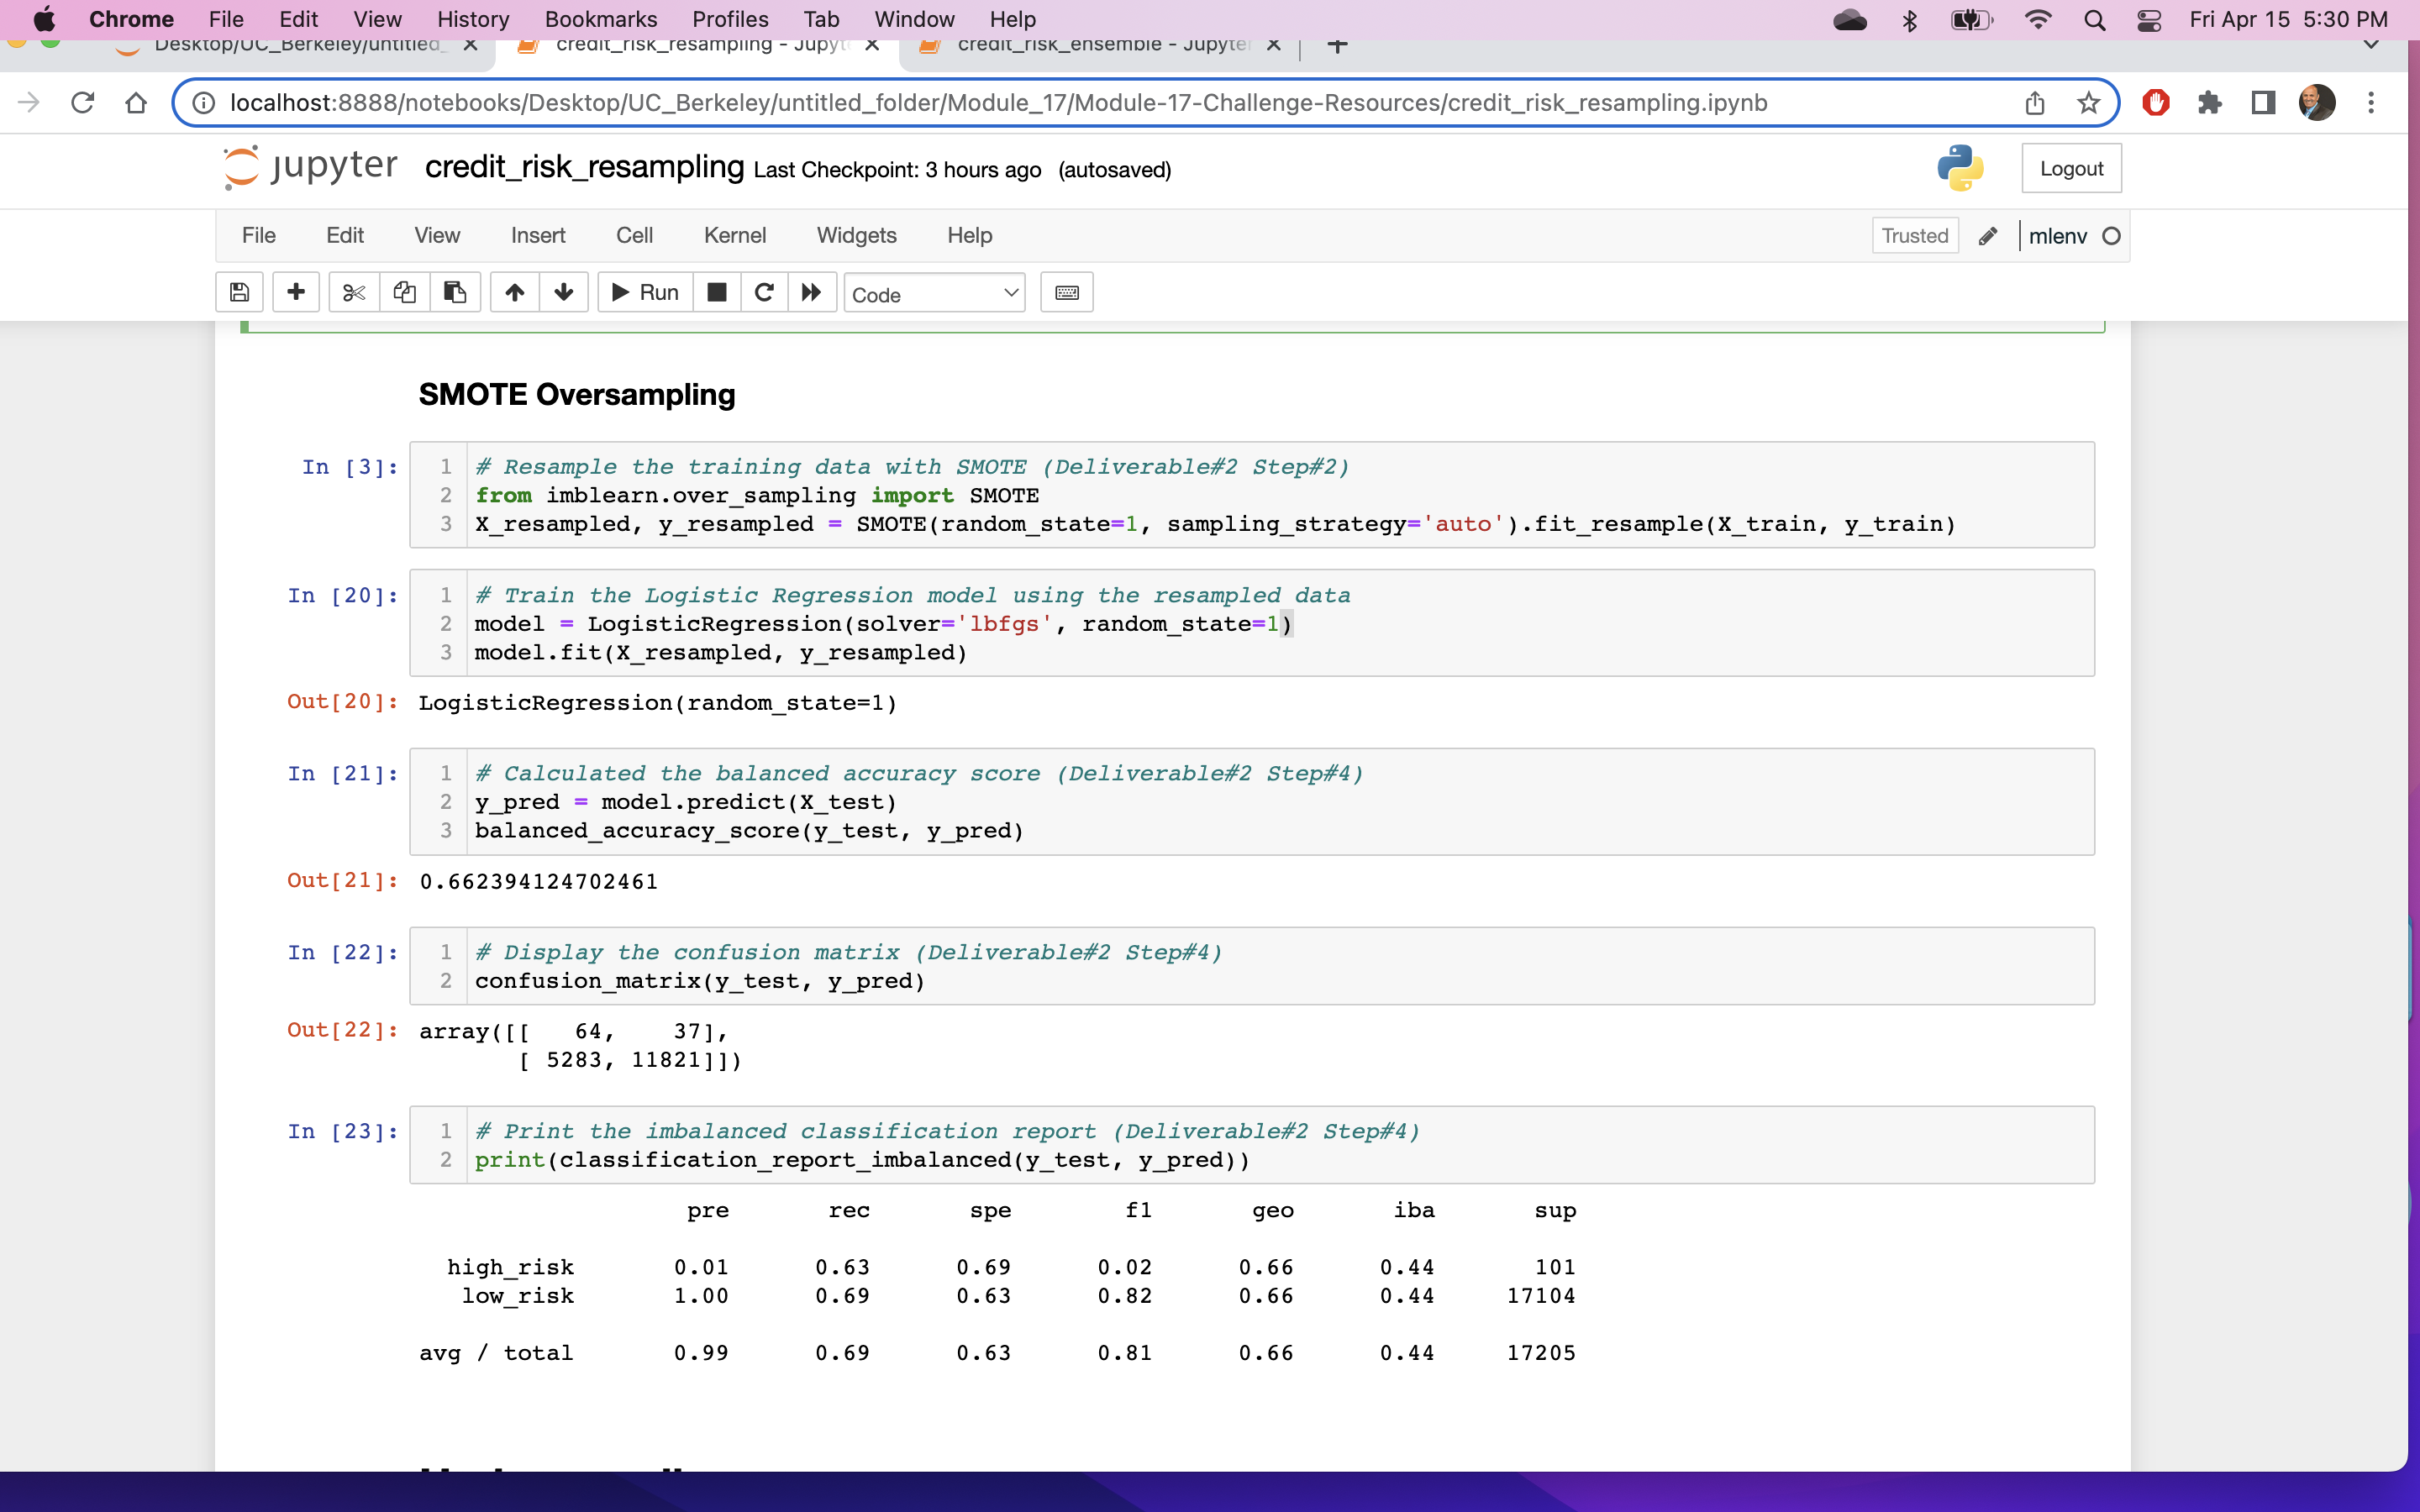 Chrome File Edit View History Bookmarks Profiles Tab Window Help Fri Apr 15 5:30 PM
Desktop/UC_Berkeley/untitled_ credit_risk_resampling - Jupyt credit_risk_ensemble - Jupyter
localhost:8888/notebooks/Desktop/UC_Berkeley/untitled_folder/Module_17/Module-17-Challenge-Resources/credit_risk_resampling.ipynb
jupyter credit_risk_resampling Last Checkpoint: 3 hours ago (autosaved) Logout
File Edit View Insert Cell Kernel Widgets Help Trusted mlenv
Run Code
SMOTE Oversampling
In [3]: 1 # Resample the training data with SMOTE (Deliverable#2 Step#2)
2 from imblearn.over_sampling import SMOTE
3 X_resampled, y_resampled = SMOTE(random_state=1, sampling_strategy='auto').fit_resample(X_train, y_train)
In [20]: 1 # Train the Logistic Regression model using the resampled data
2 model = LogisticRegression(solver='lbfgs', random_state=1)
3 model.fit(X_resampled, y_resampled)
Out[20]: LogisticRegression(random_state=1)
In [21]: 1 # Calculated the balanced accuracy score (Deliverable#2 Step#4)
2 y_pred = model.predict(X_test)
3 balanced_accuracy_score(y_test, y_pred)
Out[21]: 0.662394124702461
In [22]: 1 # Display the confusion matrix (Deliverable#2 Step#4)
2 confusion_matrix(y_test, y_pred)
Out[22]: array([[ 64, 37],
[ 5283, 11821]])
In [23]: 1 # Print the imbalanced classification report (Deliverable#2 Step#4)
2 print(classification_report_imbalanced(y_test, y_pred))
pre rec spe f1 geo iba sup
high_risk 0.01 0.63 0.69 0.02 0.66 0.44 101
low_risk 1.00 0.69 0.63 0.82 0.66 0.44 17104
avg / total 0.99 0.69 0.63 0.81 0.66 0.44 17205